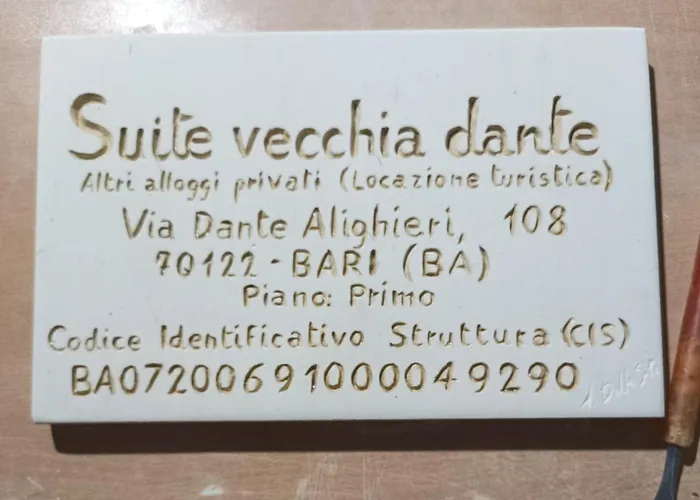 Suite vecchia dante
Altri alloggi privati (Locazione turistica)
Via Dante Alighieri, 108
70122 - BARI (BA)
Piano: Primo
Codice Identificativo Struttura (CIS)
BA07200691000049290